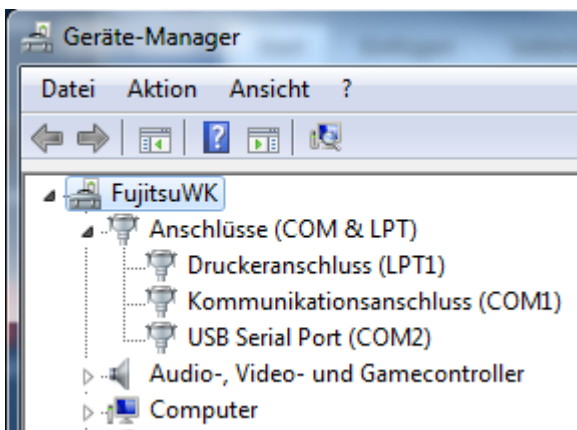 Geräte-Manager
Datei Aktion Ansicht ?
?
FujitsuWK
Anschlüsse (COM & LPT)
Druckeranschluss (LPT1)
Kommunikationsanschluss (COM1)
USB Serial Port (COM2)
Audio-, Video- und Gamecontroller
Computer